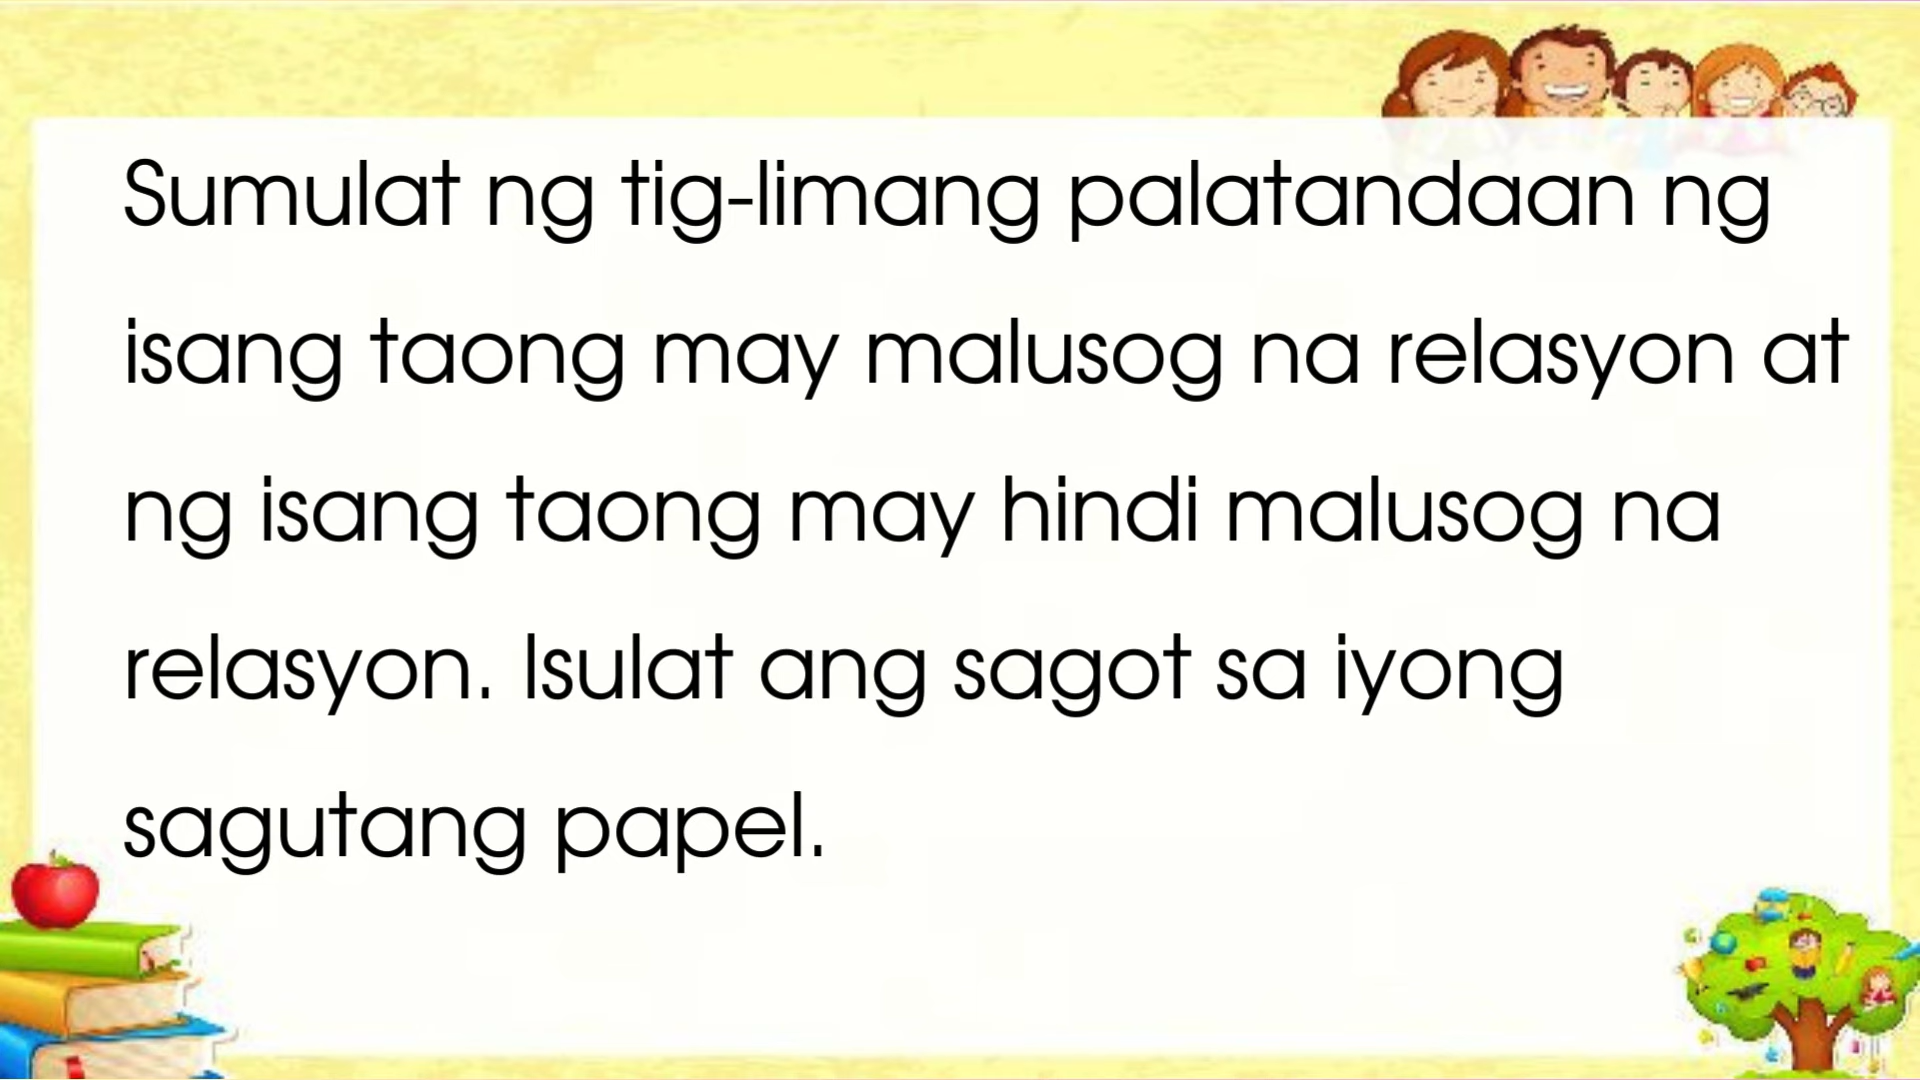 Sumulat ng tig-limang palatandaan ng
isang taong may malusog na relasyon at
ng isang taong may hindi malusog na
relasyon. Isulat ang sagot sa iyong
sagutang papel.